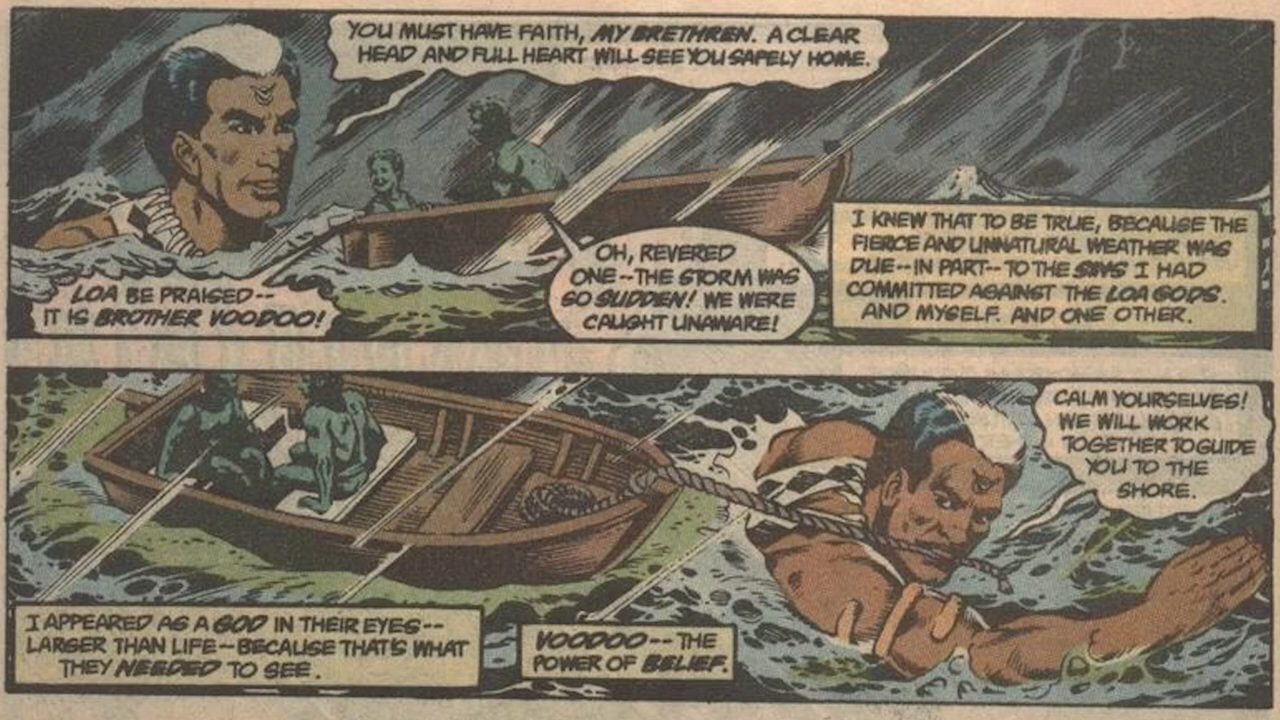 YOU MUST HAVE FAITH, MY BRETHREN. A CLEAR
HEAD AND FULL HEART WILL SEE YOU SAFELY HOME.
LOA BE PRAISED--
IT IS BROTHER VOODOO!
OH, REVERED
ONE--THE STORM WAS
SO SUDDEN! WE WERE
CAUGHT UNAWARE!
I KNEW THAT TO BE TRUE, BECAUSE THE
FIERCE AND UNNATURAL WEATHER WAS
DUE--IN PART--TO THE SINS I HAD
COMMITTED AGAINST THE LOA GODS.
AND MYSELF. AND ONE OTHER.
CALM YOURSELVES!
WE WILL WORK
TOGETHER TO GUIDE
YOU TO THE
SHORE.
I APPEARED AS A GOD IN THEIR EYES--
LARGER THAN LIFE--BECAUSE THAT'S WHAT
THEY NEEDED TO SEE.
VOODOO--THE
POWER OF BELIEF.